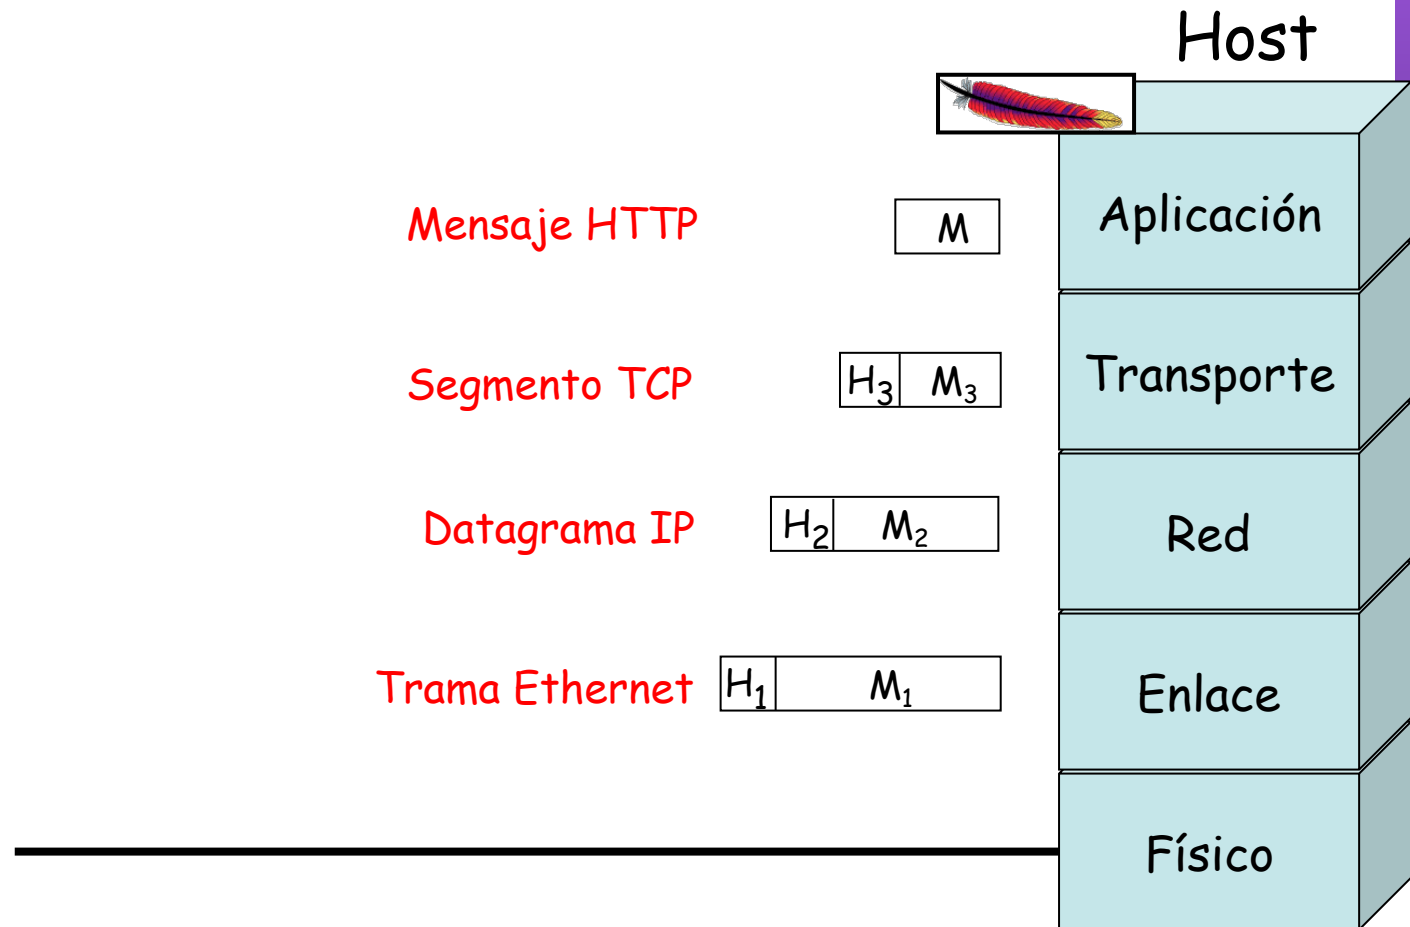 Host
Mensaje HTTP M Aplicación
Segmento TCP H₃ M₃ Transporte
Datagrama IP H₂ M₂ Red
Trama Ethernet H₁ M₁ Enlace
Físico